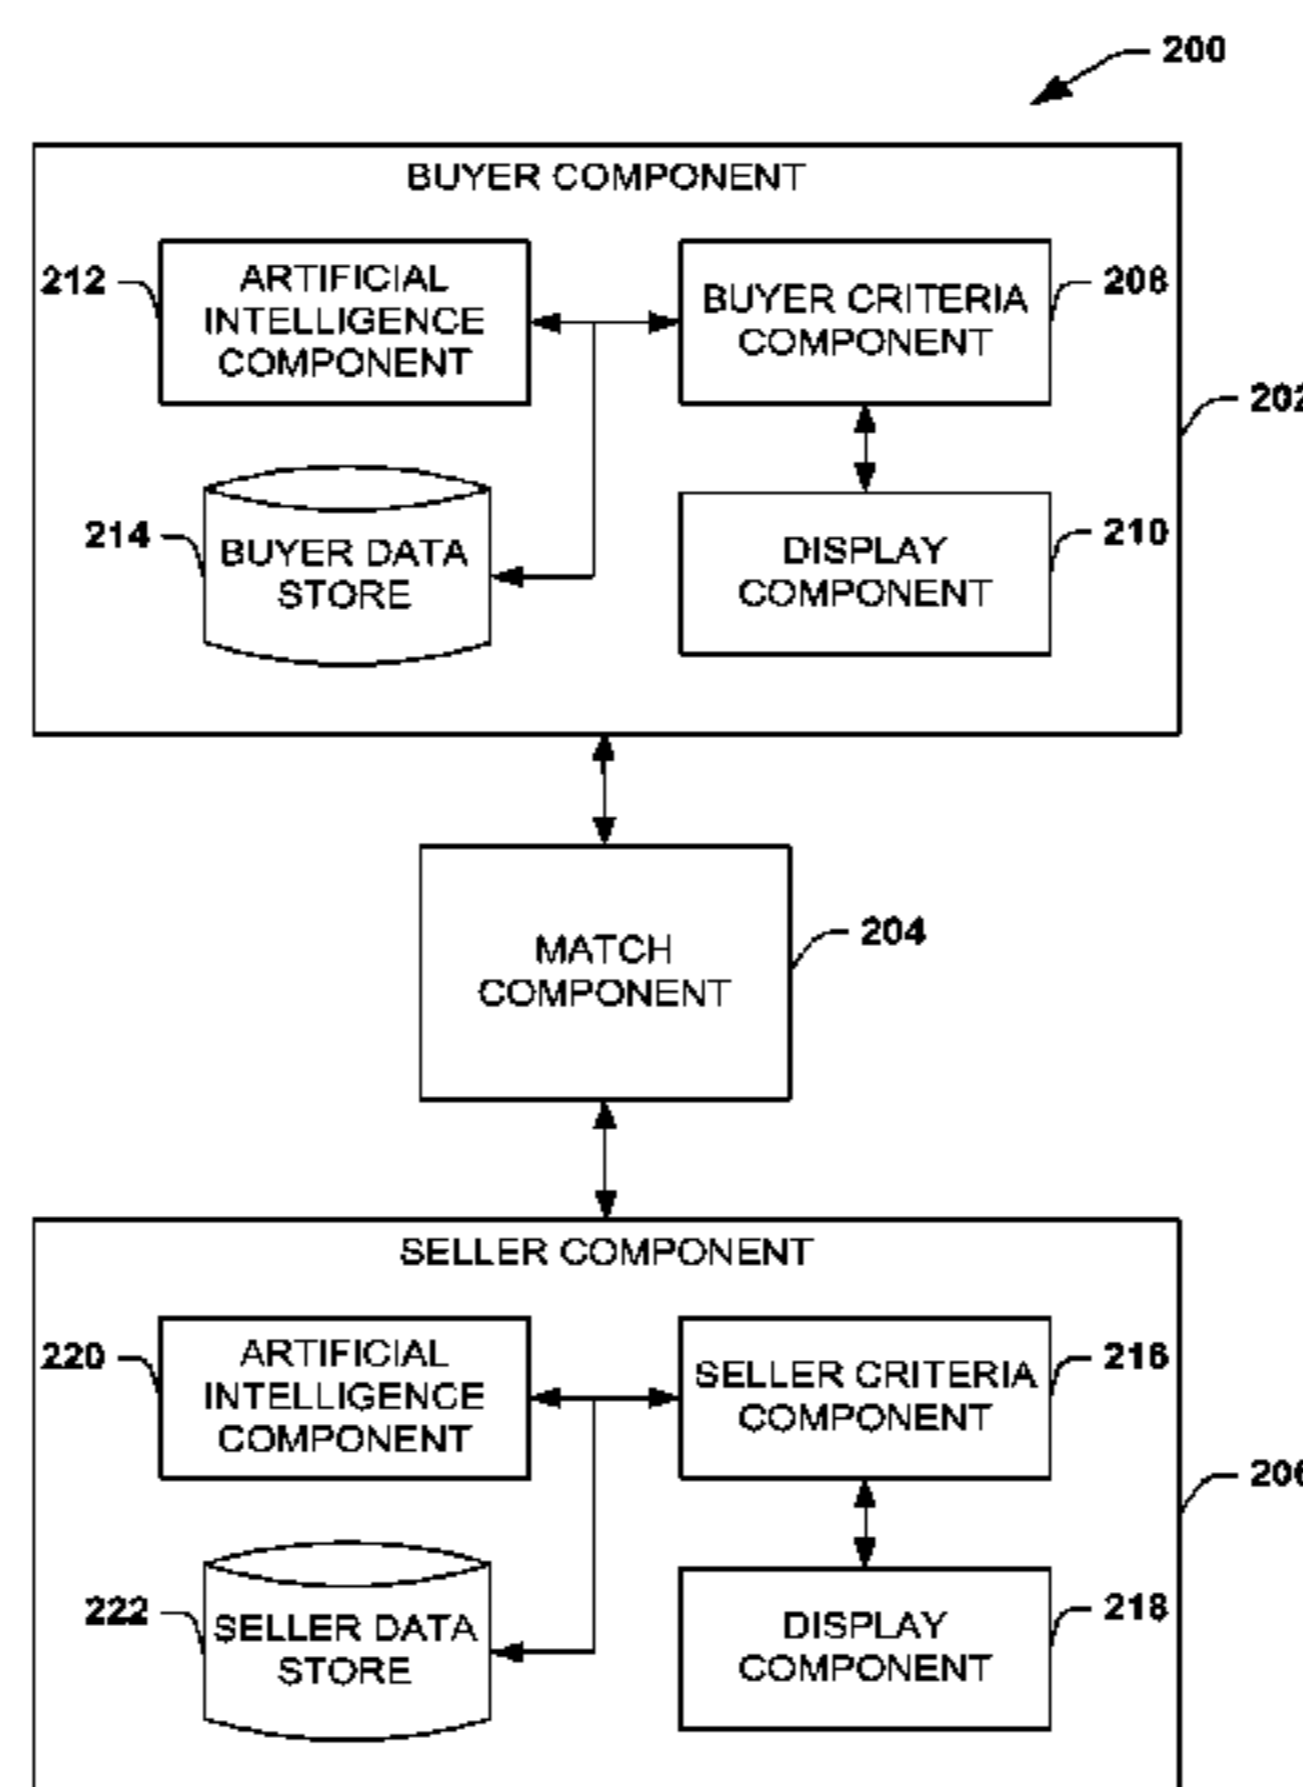 200
BUYER COMPONENT
212
ARTIFICIAL
INTELLIGENCE
COMPONENT
BUYER CRITERIA
COMPONENT
208
202
214
BUYER DATA
STORE
DISPLAY
COMPONENT
210
MATCH
COMPONENT
204
SELLER COMPONENT
220
ARTIFICIAL
INTELLIGENCE
COMPONENT
SELLER CRITERIA
COMPONENT
216
206
222
SELLER DATA
STORE
DISPLAY
COMPONENT
218